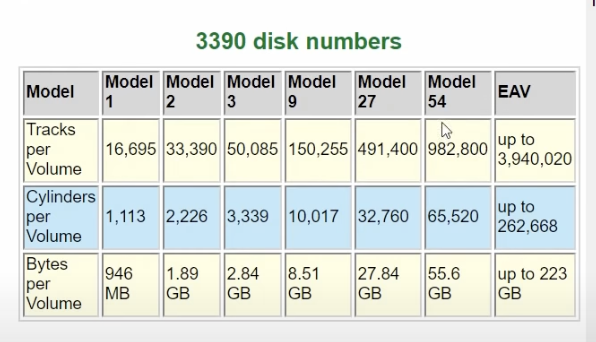 3390 disk numbers
Model Model 1 Model 2 Model 3 Model 9 Model 27 Model 54 EAV
Tracks per Volume 16,695 33,390 50,085 150,255 491,400 982,800 up to 3,940,020
Cylinders per Volume 1,113 2,226 3,339 10,017 32,760 65,520 up to 262,668
Bytes per Volume 946 MB 1.89 GB 2.84 GB 8.51 GB 27.84 GB 55.6 GB up to 223 GB